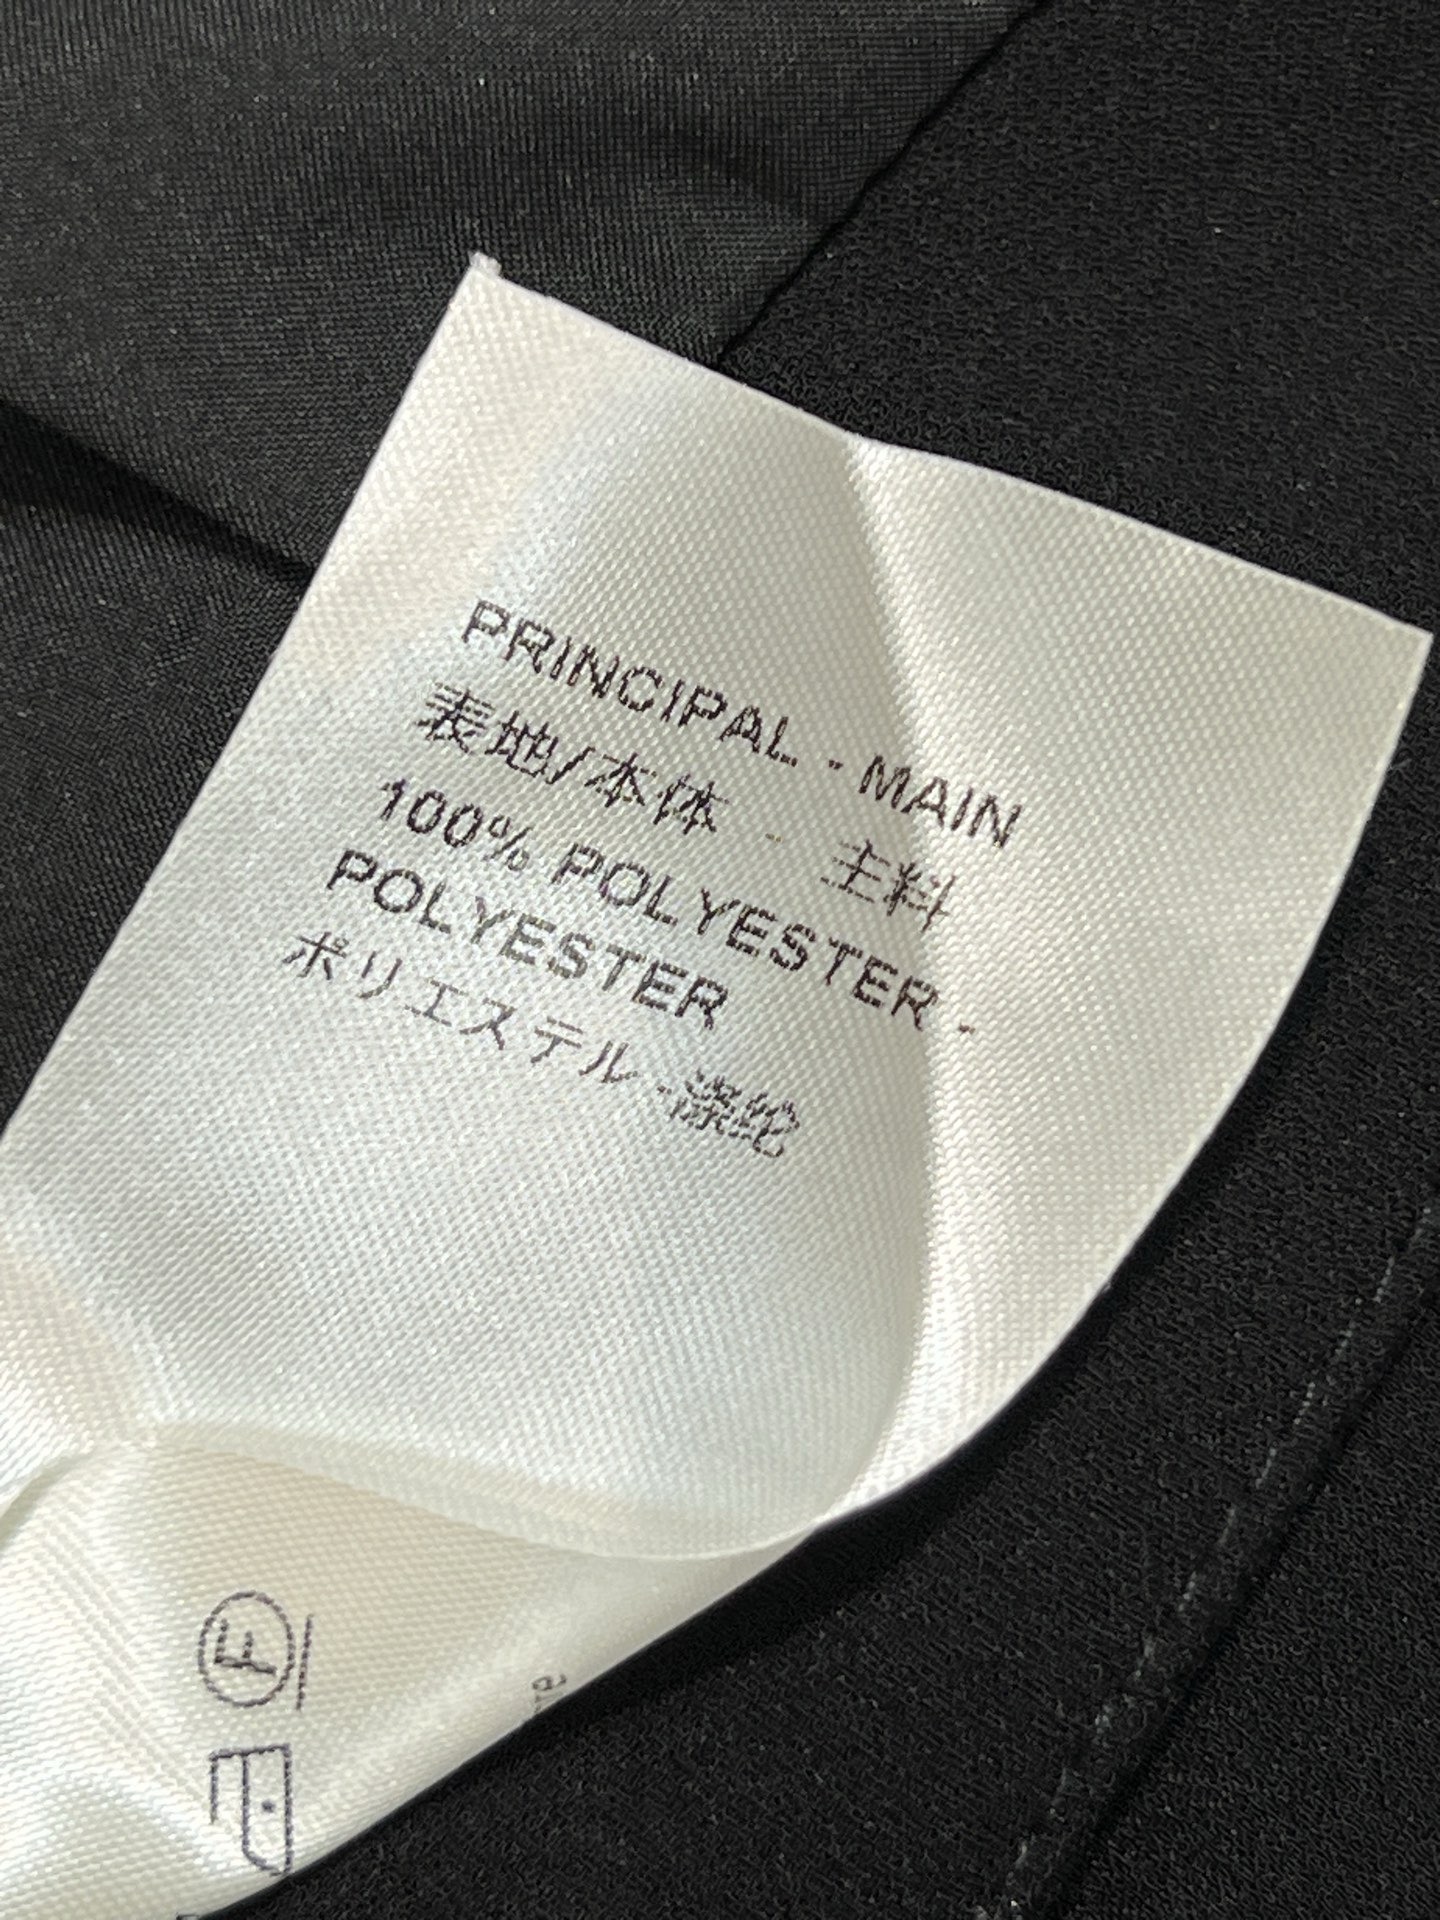 PRINCIPAL - MAIN
表地/本体 - 主料
100% POLYESTER -
POLYESTER
ポリエステル - 涤纶
F